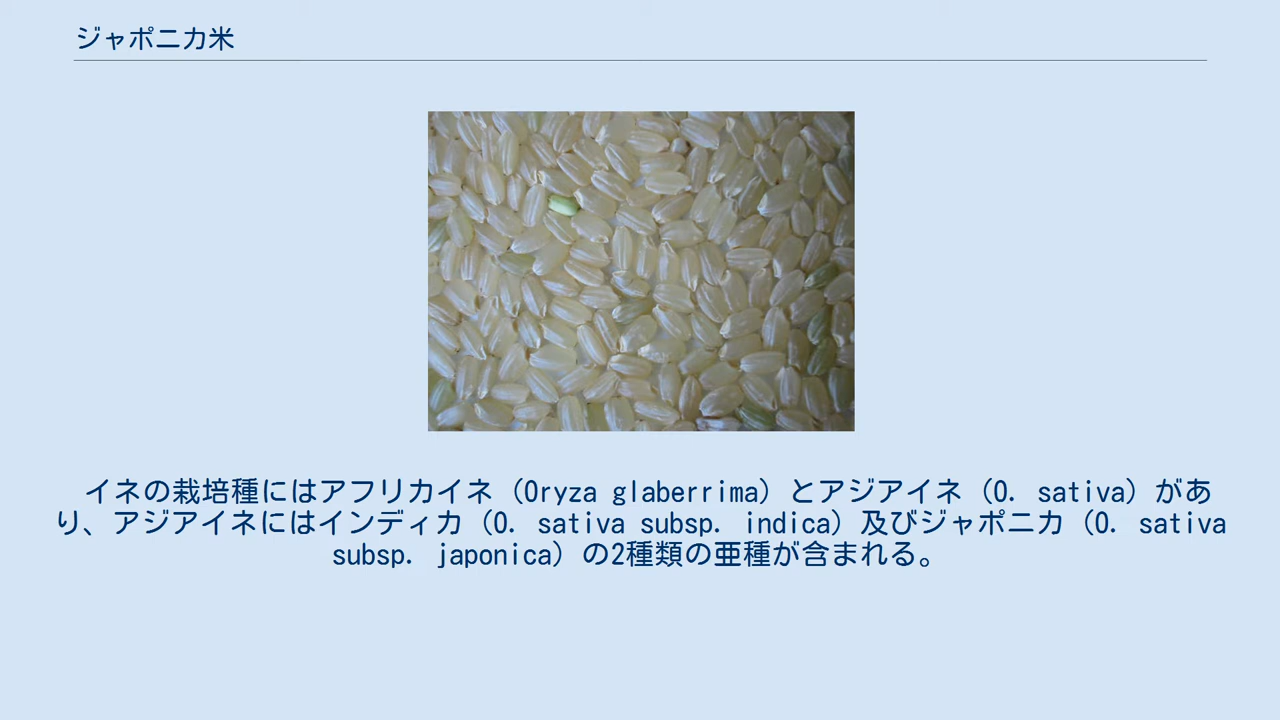 ジャポニカ米
イネの栽培種にはアフリカイネ（Oryza glaberrima）とアジアイネ（O. sativa）があ
り、アジアイネにはインディカ（O. sativa subsp. indica）及びジャポニカ（O. sativa
subsp. japonica）の2種類の亜種が含まれる。